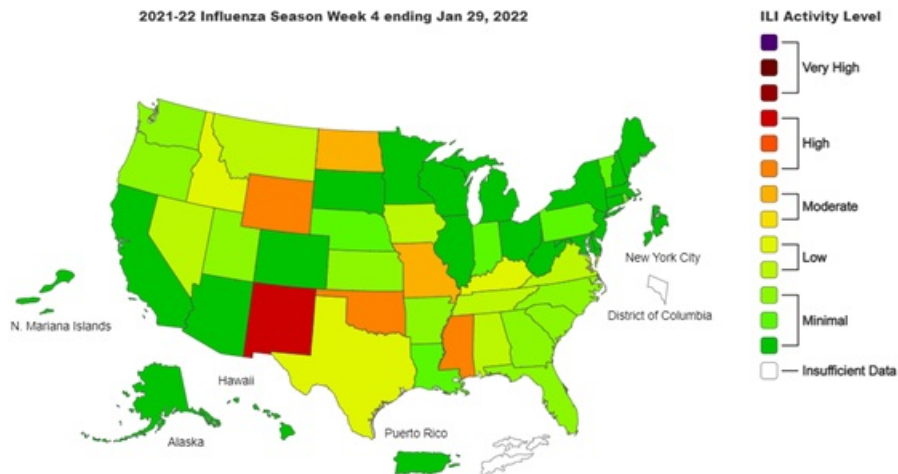 2021-22 Influenza Season Week 4 ending Jan 29, 2022
ILI Activity Level
Very High
High
Moderate
Low
Minimal
Insufficient Data
New York City
District of Columbia
N. Mariana Islands
Hawaii
Alaska
Puerto Rico